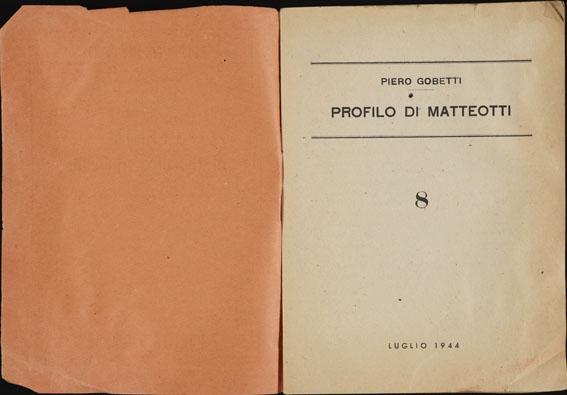 PIERO GOBETTI
PROFILO DI MATTEOTTI
8
LUGLIO 1944